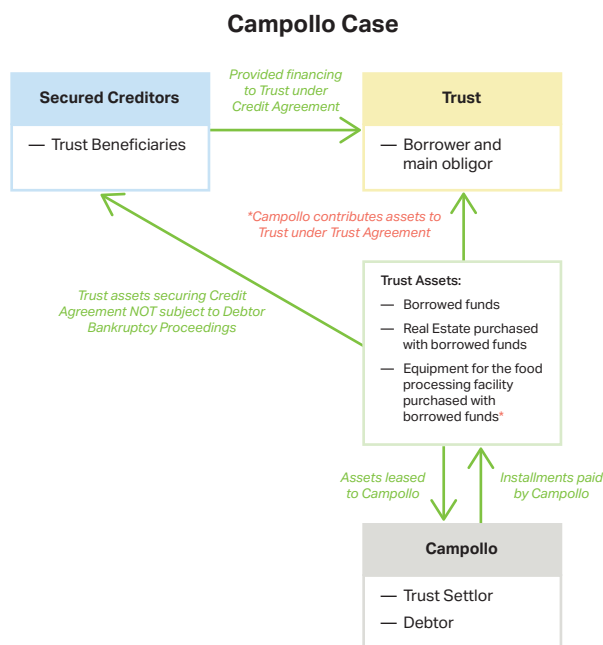 Campollo Case
Provided financing
to Trust under
Credit Agreement
Secured Creditors
— Trust Beneficiaries
Trust
— Borrower and
main obligor
*Campollo contributes assets to
Trust under Trust Agreement
Trust assets securing Credit
Agreement NOT subject to Debtor
Bankruptcy Proceedings
Trust Assets:
— Borrowed funds
— Real Estate purchased
with borrowed funds
— Equipment for the food
processing facility
purchased with
borrowed funds*
Assets leased
to Campollo
Installments paid
by Campollo
Campollo
— Trust Settlor
— Debtor